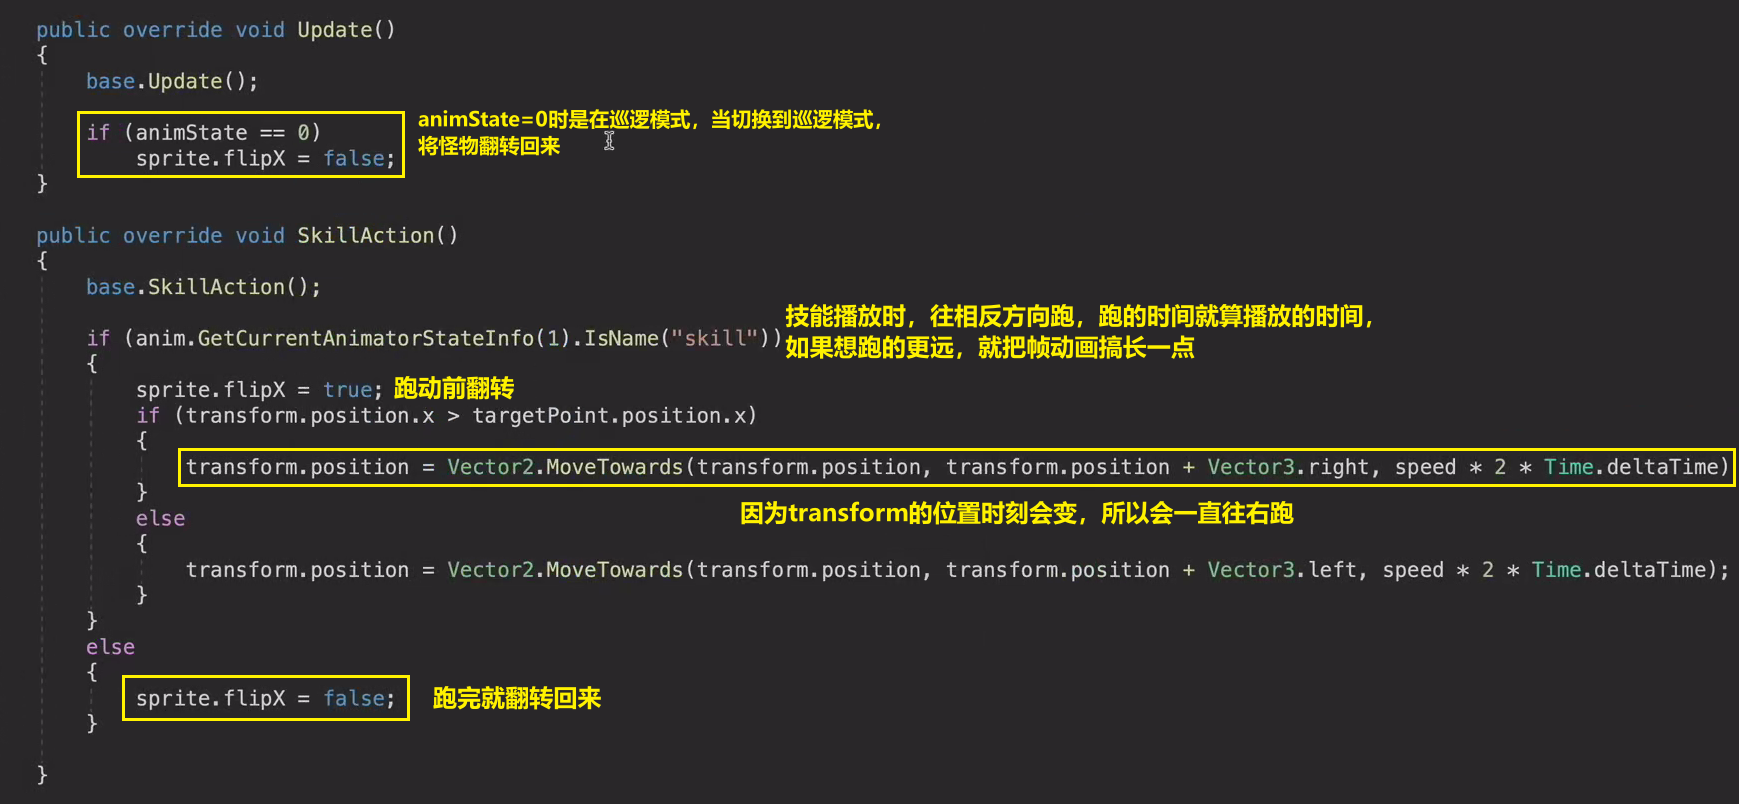 public override void Update()
{
base.Update();
if (animState == 0)
sprite.flipX = false;
}
animState=0时是在巡逻模式，当切换到巡逻模式，
将怪物翻转回来
public override void SkillAction()
{
base.SkillAction();
if (anim.GetCurrentAnimatorStateInfo(1).IsName("skill"))
技能播放时，往相反方向跑，跑的时间就算播放的时间，
如果想跑的更远，就把帧动画搞长一点
{
sprite.flipX = true; 跑动前翻转
if (transform.position.x > targetPoint.position.x)
{
transform.position = Vector2.MoveTowards(transform.position, transform.position + Vector3.right, speed * 2 * Time.deltaTime)
}
因为transform的位置时刻会变，所以会一直往右跑
else
{
transform.position = Vector2.MoveTowards(transform.position, transform.position + Vector3.left, speed * 2 * Time.deltaTime);
}
}
else
{
sprite.flipX = false; 跑完就翻转回来
}
}